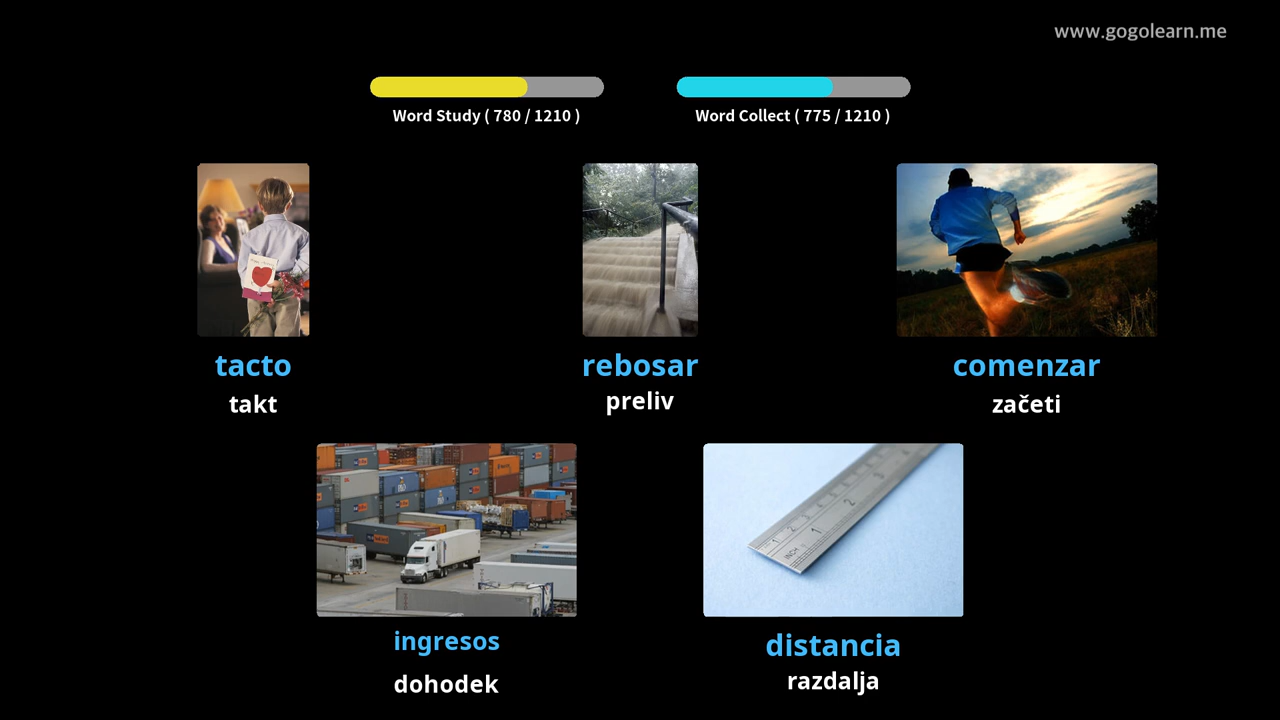 www.gogolearn.me
Word Study ( 780 / 1210 )
Word Collect ( 775 / 1210 )
tacto
takt
rebosar
preliv
comenzar
začeti
ingresos
dohodek
distancia
razdalja